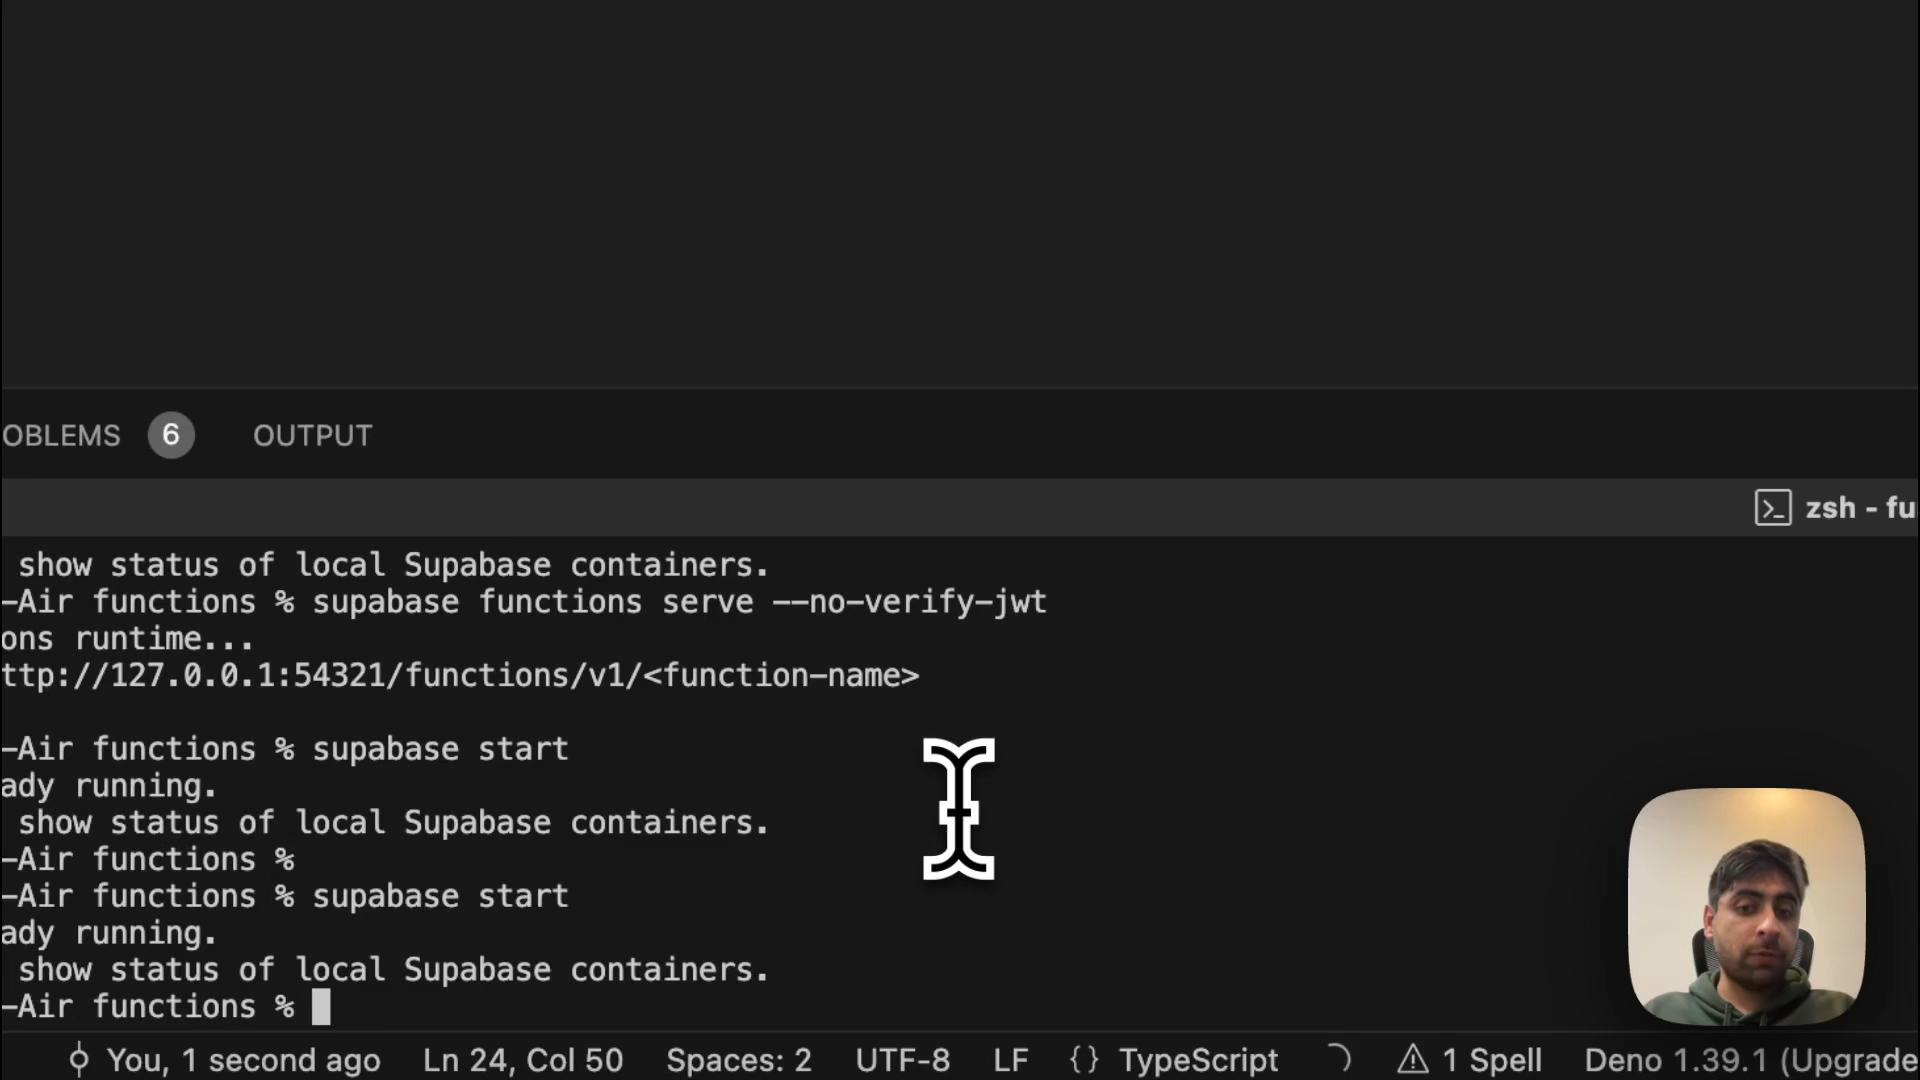 OBLEMS 6 OUTPUT
zsh - fu
show status of local Supabase containers.
-Air functions % supabase functions serve --no-verify-jwt
ons runtime...
ttp://127.0.0.1:54321/functions/v1/<function-name>
-Air functions % supabase start
ady running.
show status of local Supabase containers.
-Air functions %
-Air functions % supabase start
ady running.
show status of local Supabase containers.
-Air functions %
You, 1 second ago Ln 24, Col 50 Spaces: 2 UTF-8 LF {} TypeScript 1 Spell Deno 1.39.1 (Upgrade